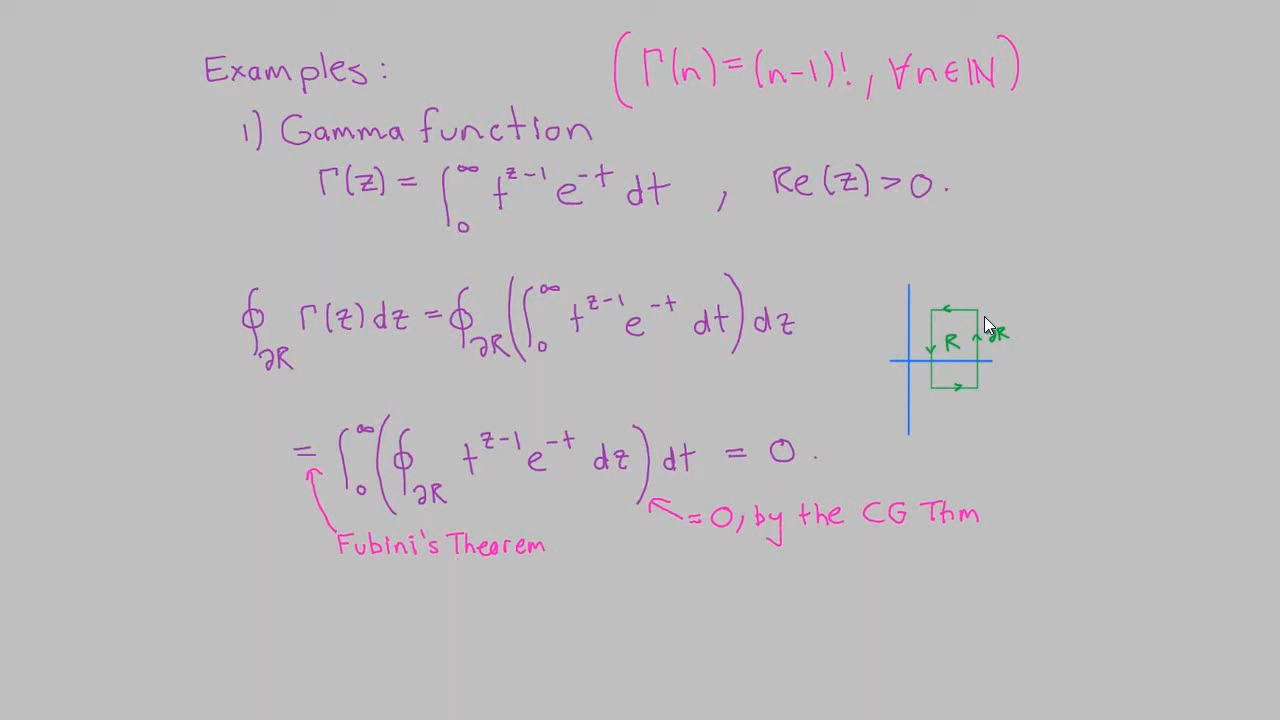 Examples:
(Γ(n) = (n-1)!, ∀n∈ℕ)
1) Gamma function
Γ(z) = ∫₀^∞ t^{z-1} e^{-t} dt , Re(z) > 0.
∮_{∂R} Γ(z) dz = ∮_{∂R} (∫₀^∞ t^{z-1} e^{-t} dt) dz
R
∂R
= ∫₀^∞ (∮_{∂R} t^{z-1} e^{-t} dz) dt = 0.
= 0, by the CG Thm
Fubini's Theorem